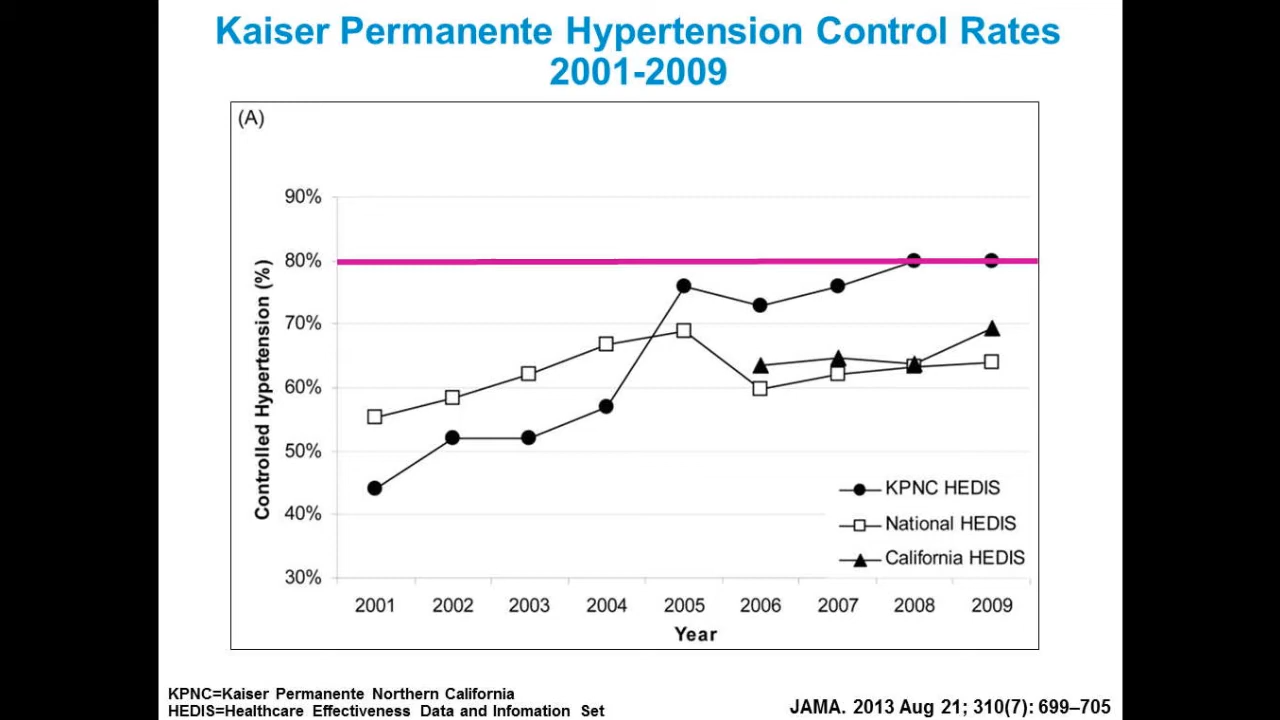 Kaiser Permanente Hypertension Control Rates
2001-2009
(A)
90%
80%
70%
60%
50%
40%
30%
Controlled Hypertension (%)
KPNC HEDIS
National HEDIS
California HEDIS
2001 2002 2003 2004 2005 2006 2007 2008 2009
Year
KPNC=Kaiser Permanente Northern California
HEDIS=Healthcare Effectiveness Data and Infomation Set
JAMA. 2013 Aug 21; 310(7): 699–705